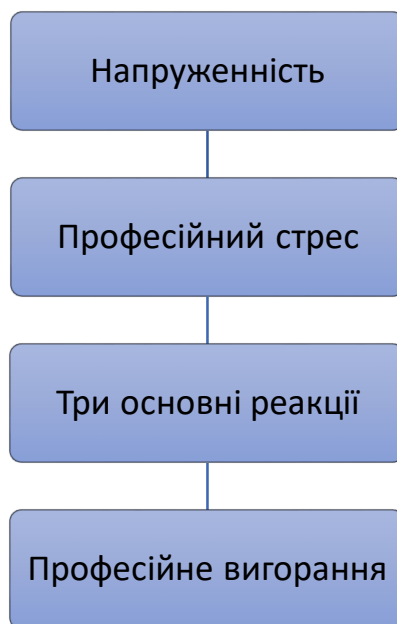 Напруженність
Професійний стрес
Три основні реакції
Професійне вигорання